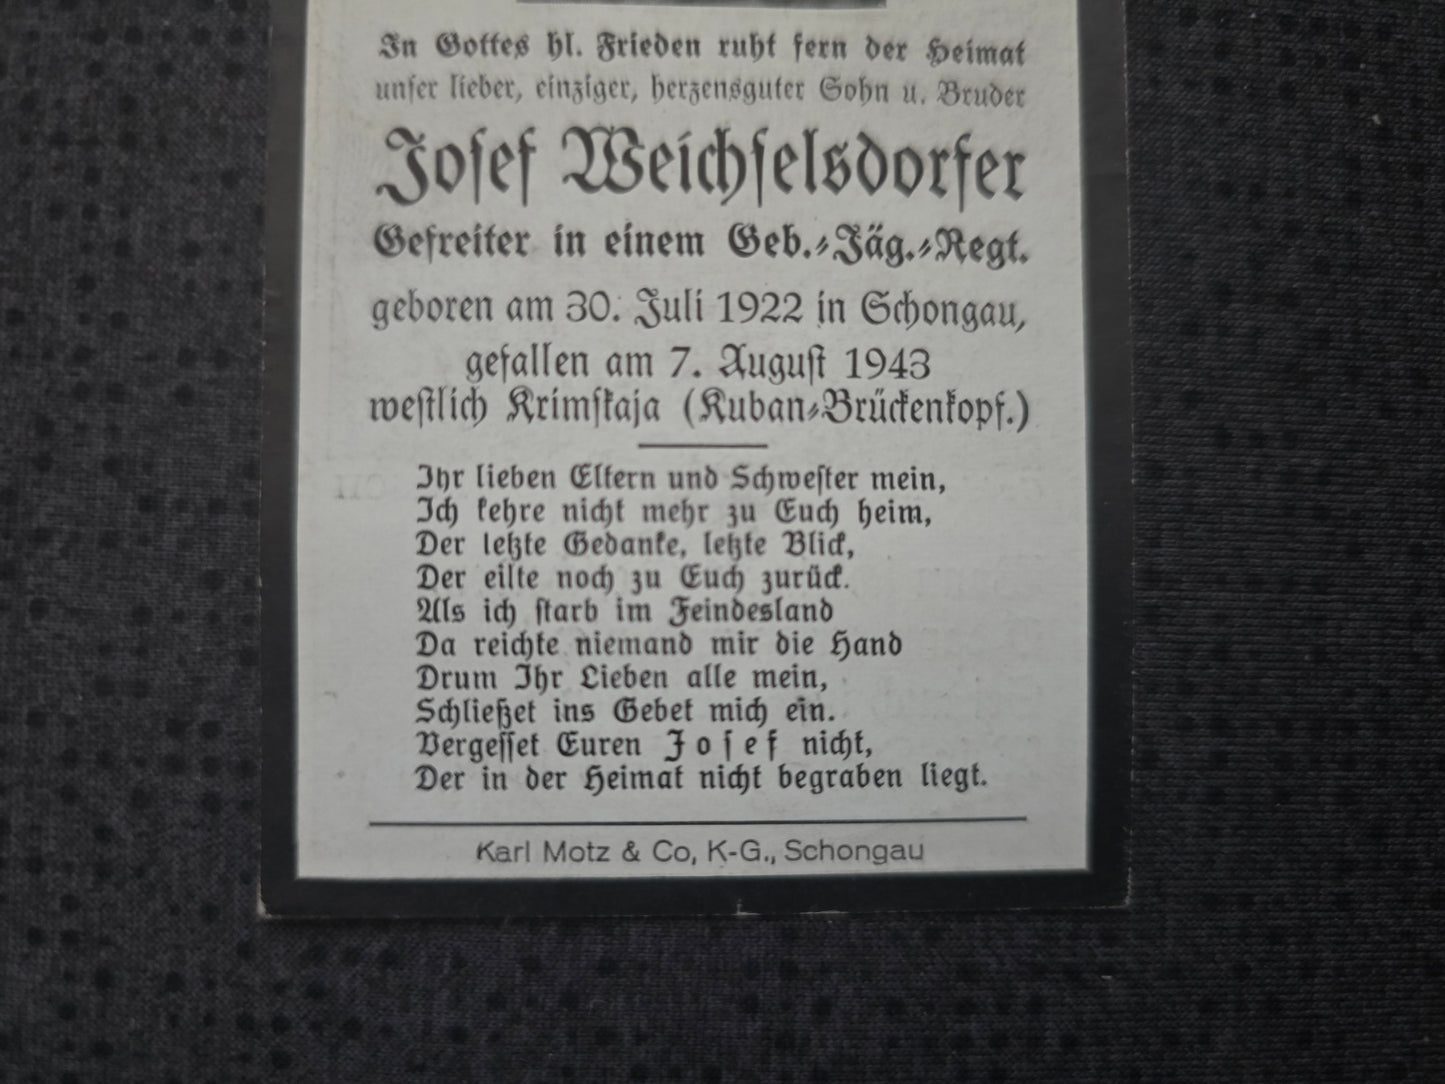 In Gottes hl. Frieden ruht fern der Heimat
unser lieber, einziger, herzensguter Sohn u. Bruder
Josef Weichselsdorfer
Gefreiter in einem Geb.-Jäg.-Regt.
geboren am 30. Juli 1922 in Schongau,
gefallen am 7. August 1943
westlich Krimskaja (Kuban-Brückenkopf.)
Ihr lieben Eltern und Schwester mein,
Ich kehre nicht mehr zu Euch heim,
Der letzte Gedanke, letzte Blick,
Der eilte noch zu Euch zurück.
Als ich starb im Feindesland
Da reichte niemand mir die Hand
Drum Ihr Lieben alle mein,
Schließet ins Gebet mich ein.
Vergesset Euren Josef nicht,
Der in der Heimat nicht begraben liegt.
Karl Motz & Co, K-G., Schongau